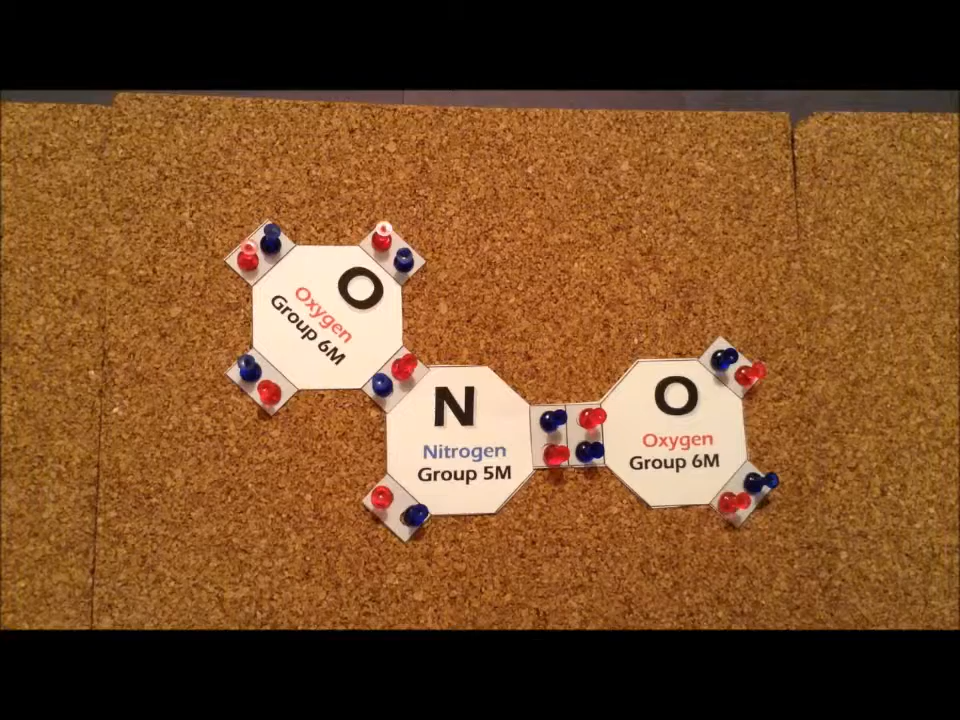 O
Oxygen
Group 6M
N
Nitrogen
Group 5M
O
Oxygen
Group 6M